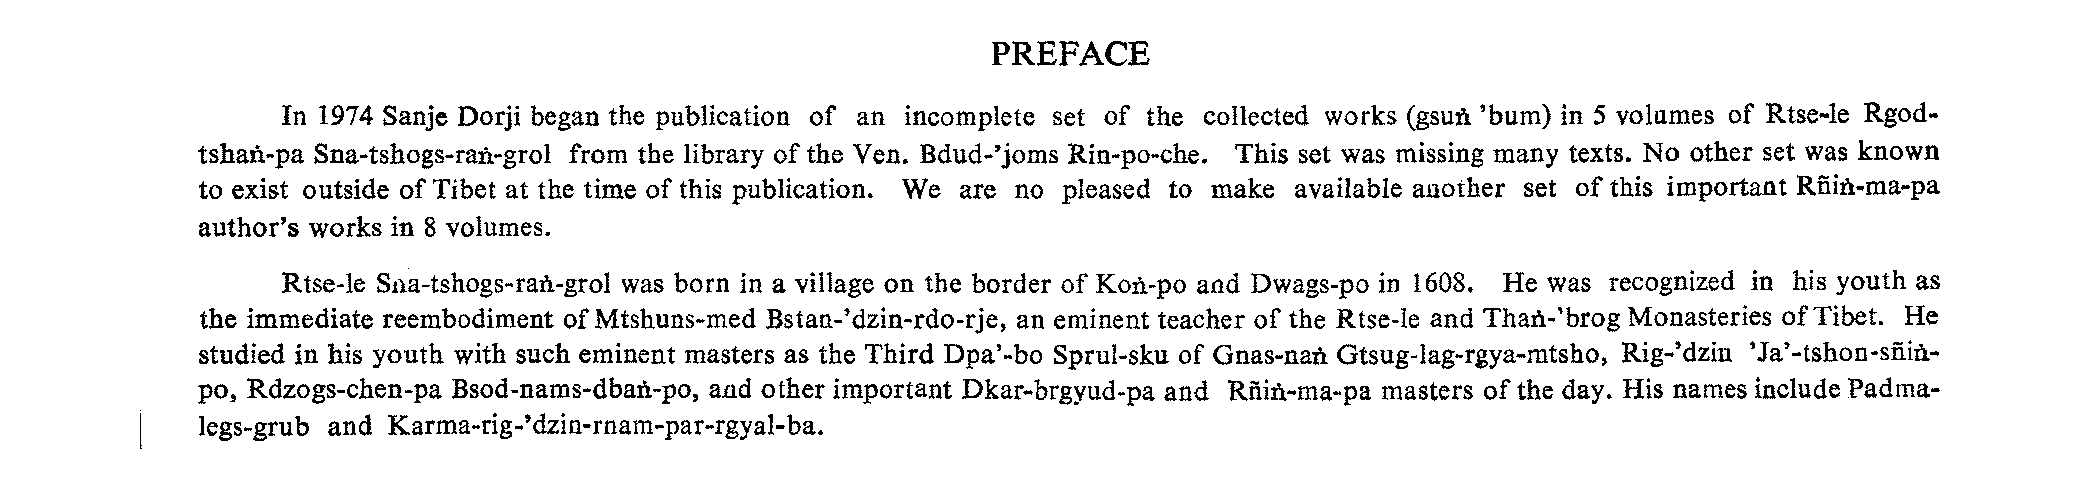 PREFACE
In 1974 Sanje Dorji began the publication of an incomplete set of the collected works (gsuṅ ’bum) in 5 volumes of Rtse-le Rgod-
tshaṅ-pa Sna-tshogs-raṅ-grol from the library of the Ven. Bdud-’joms Rin-po-che. This set was missing many texts. No other set was known
to exist outside of Tibet at the time of this publication. We are no pleased to make available another set of this important Rñiṅ-ma-pa
author’s works in 8 volumes.
Rtse-le Sna-tshogs-raṅ-grol was born in a village on the border of Koṅ-po and Dwags-po in 1608. He was recognized in his youth as
the immediate reembodiment of Mtshuns-med Bstan-’dzin-rdo-rje, an eminent teacher of the Rtse-le and Thaṅ-’brog Monasteries of Tibet. He
studied in his youth with such eminent masters as the Third Dpa’-bo Sprul-sku of Gnas-naṅ Gtsug-lag-rgya-mtsho, Rig-’dzin ’Ja’-tshon-sñiṅ-
po, Rdzogs-chen-pa Bsod-nams-dbaṅ-po, and other important Dkar-brgyud-pa and Rñiṅ-ma-pa masters of the day. His names include Padma-
legs-grub and Karma-rig-’dzin-rnam-par-rgyal-ba.